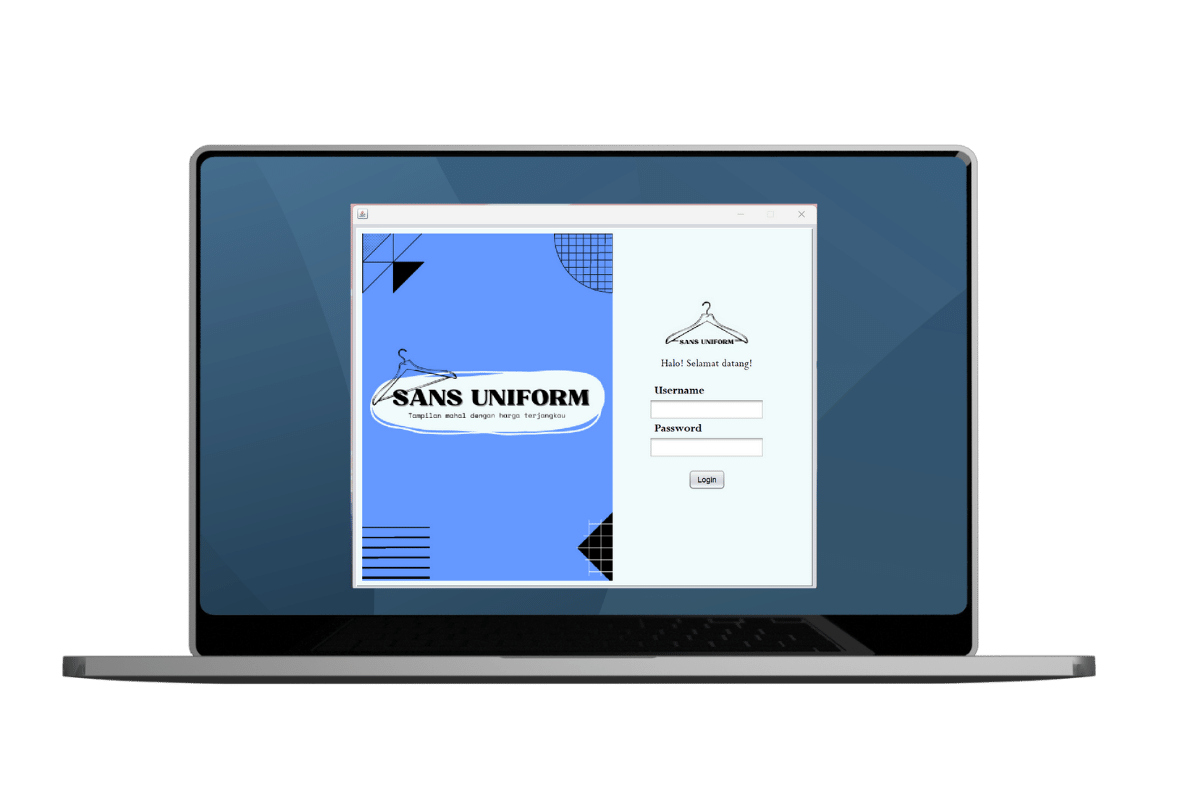 SANS UNIFORM
Tampilan mahal dengan harga terjangkau
SANS UNIFORM
Halo! Selamat datang!
Username
Password
Login